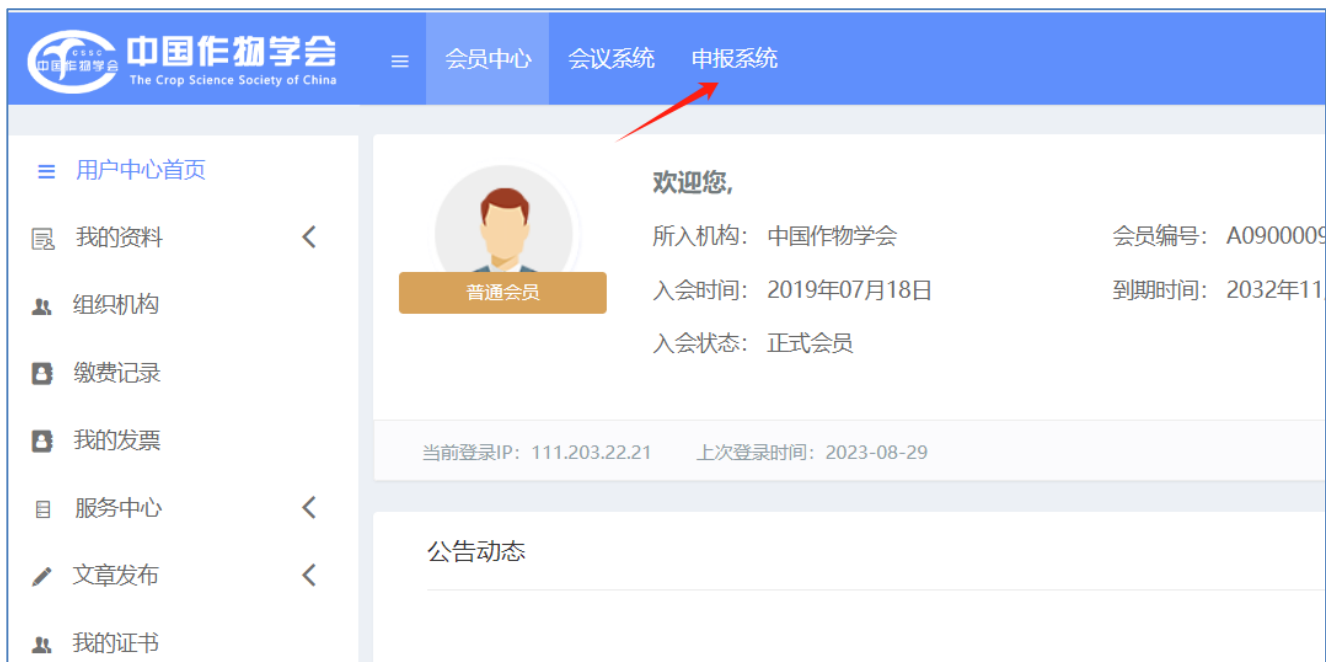 cssc
中国作物学会
中国作物学会
The Crop Science Society of China
会员中心 会议系统 申报系统
用户中心首页
我的资料
组织机构
缴费记录
我的发票
服务中心
文章发布
我的证书
普通会员
欢迎您,
所入机构： 中国作物学会 会员编号： A0900009
入会时间： 2019年07月18日 到期时间： 2032年11
入会状态： 正式会员
当前登录IP：111.203.22.21 上次登录时间：2023-08-29
公告动态